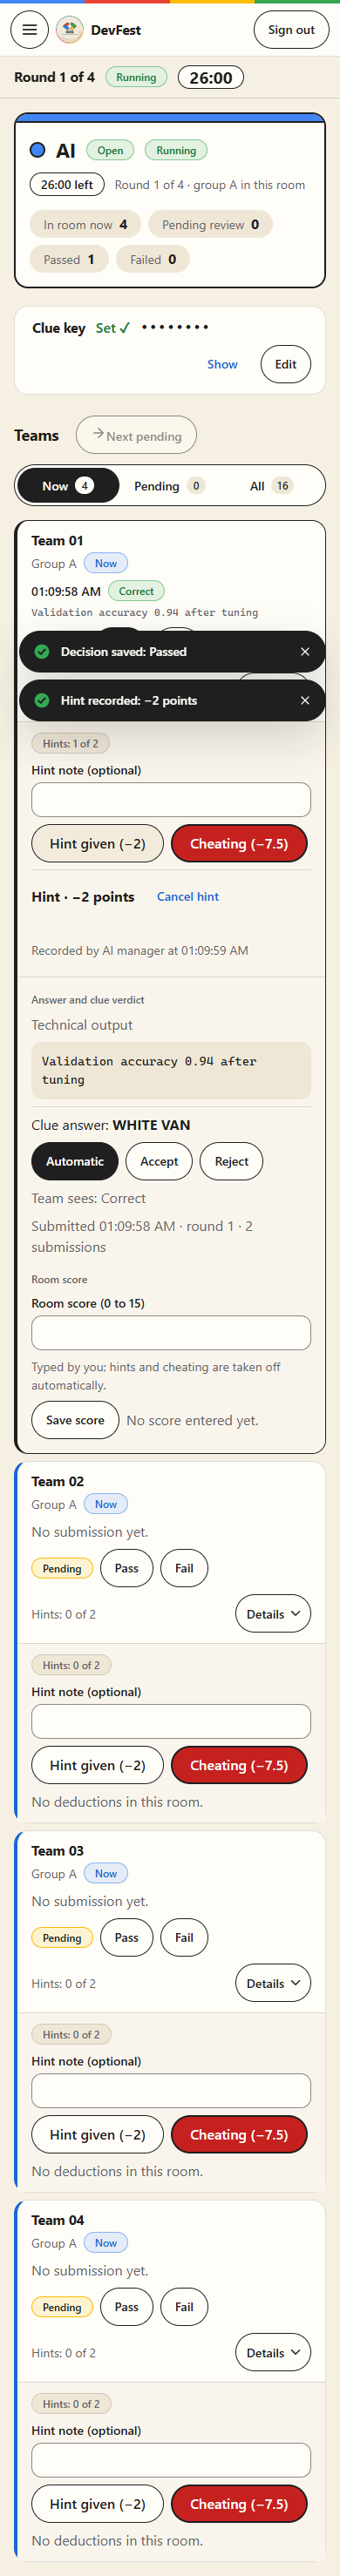 DevFest
Sign out
Round 1 of 4
Running
26:00
AI
Open
Running
26:00 left
Round 1 of 4 · group A in this room
In room now 4
Pending review 0
Passed 1
Failed 0
Clue key Set ✓ ••••••••
Show
Edit
Teams
→ Next pending
Now 4
Pending 0
All 16
Team 01
Group A Now
01:09:58 AM Correct
Validation accuracy 0.94 after tuning
Decision saved: Passed ×
Hint recorded: −2 points ×
Hints: 1 of 2
Hint note (optional)
Hint given (−2)
Cheating (−7.5)
Hint · −2 points
Cancel hint
Recorded by AI manager at 01:09:59 AM
Answer and clue verdict
Technical output
Validation accuracy 0.94 after
tuning
Clue answer: WHITE VAN
Automatic
Accept
Reject
Team sees: Correct
Submitted 01:09:58 AM · round 1 · 2
submissions
Room score
Room score (0 to 15)
Typed by you; hints and cheating are taken off
automatically.
Save score
No score entered yet.
Team 02
Group A Now
No submission yet.
Pending
Pass
Fail
Hints: 0 of 2
Details
Hints: 0 of 2
Hint note (optional)
Hint given (−2)
Cheating (−7.5)
No deductions in this room.
Team 03
Group A Now
No submission yet.
Pending
Pass
Fail
Hints: 0 of 2
Details
Hints: 0 of 2
Hint note (optional)
Hint given (−2)
Cheating (−7.5)
No deductions in this room.
Team 04
Group A Now
No submission yet.
Pending
Pass
Fail
Hints: 0 of 2
Details
Hints: 0 of 2
Hint note (optional)
Hint given (−2)
Cheating (−7.5)
No deductions in this room.